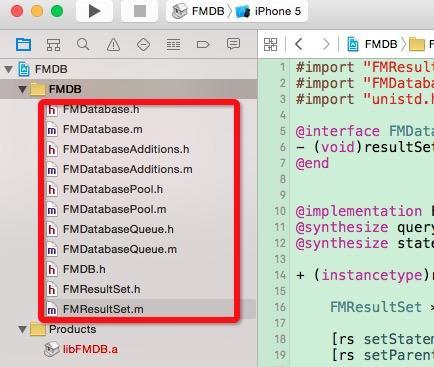 FMDB
iPhone 5
FMDB
F
FMDB
FMDB
FMDatabase.h
FMDatabase.m
FMDatabaseAdditions.h
FMDatabaseAdditions.m
FMDatabasePool.h
FMDatabasePool.m
FMDatabaseQueue.h
FMDatabaseQueue.m
FMDB.h
FMResultSet.h
FMResultSet.m
Products
libFMDB.a
1 #import "FMResu
2 #import "FMDatab
3 #import "unistd.h
4
5 @interface FMData
6 - (void)resultSet
7 @end
8
9
10 @implementation F
11 @synthesize query
12 @synthesize state
13
14 + (instancetype)r
15
16 FMResultSet *
17
18 [rs setStatem
19 [rs setParent